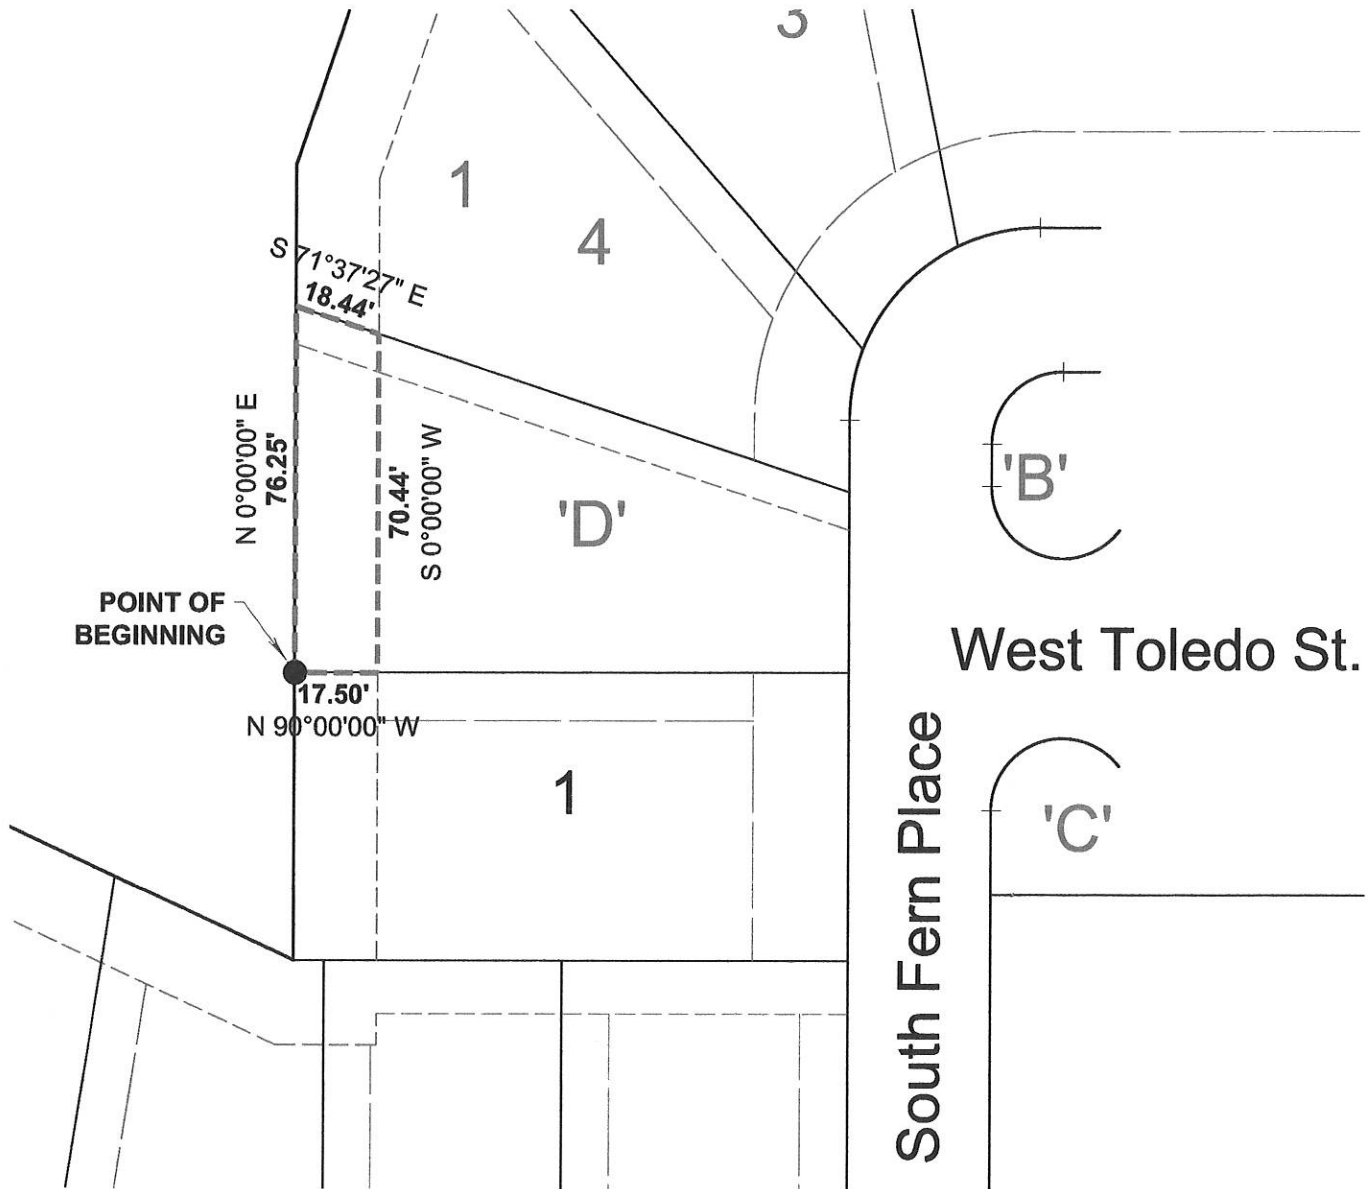 3
1
4
S 71°37'27" E
18.44'
N 0°00'00" E
76.25'
70.44'
S 0°00'00" W
'D'
'B'
POINT OF
BEGINNING
17.50'
N 90°00'00" W
West Toledo St.
1
South Fern Place
'C'